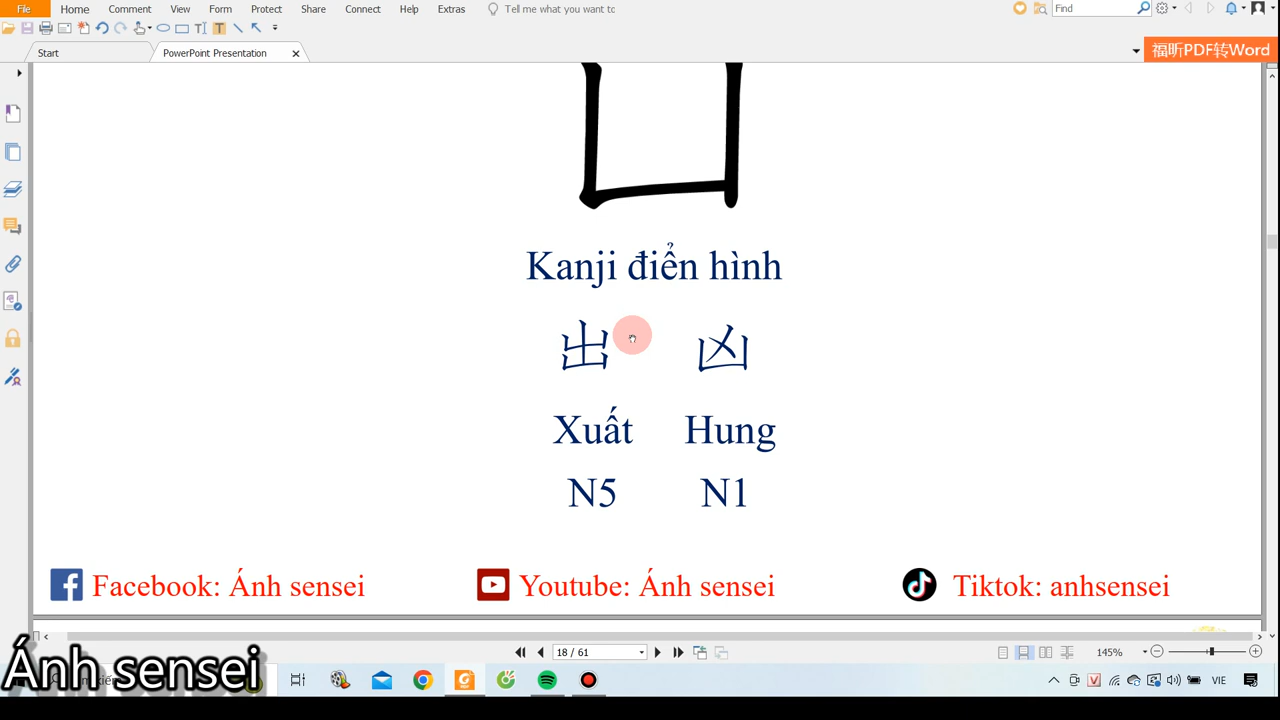 File Home Comment View Form Protect Share Connect Help Extras Tell me what you want to Find
Start PowerPoint Presentation 福昕PDF转Word
凵
Kanji điển hình
出 凶
Xuất Hung
N5 N1
Facebook: Ánh sensei Youtube: Ánh sensei Tiktok: anhsensei
18 / 61 145%
Ánh sensei
VIE